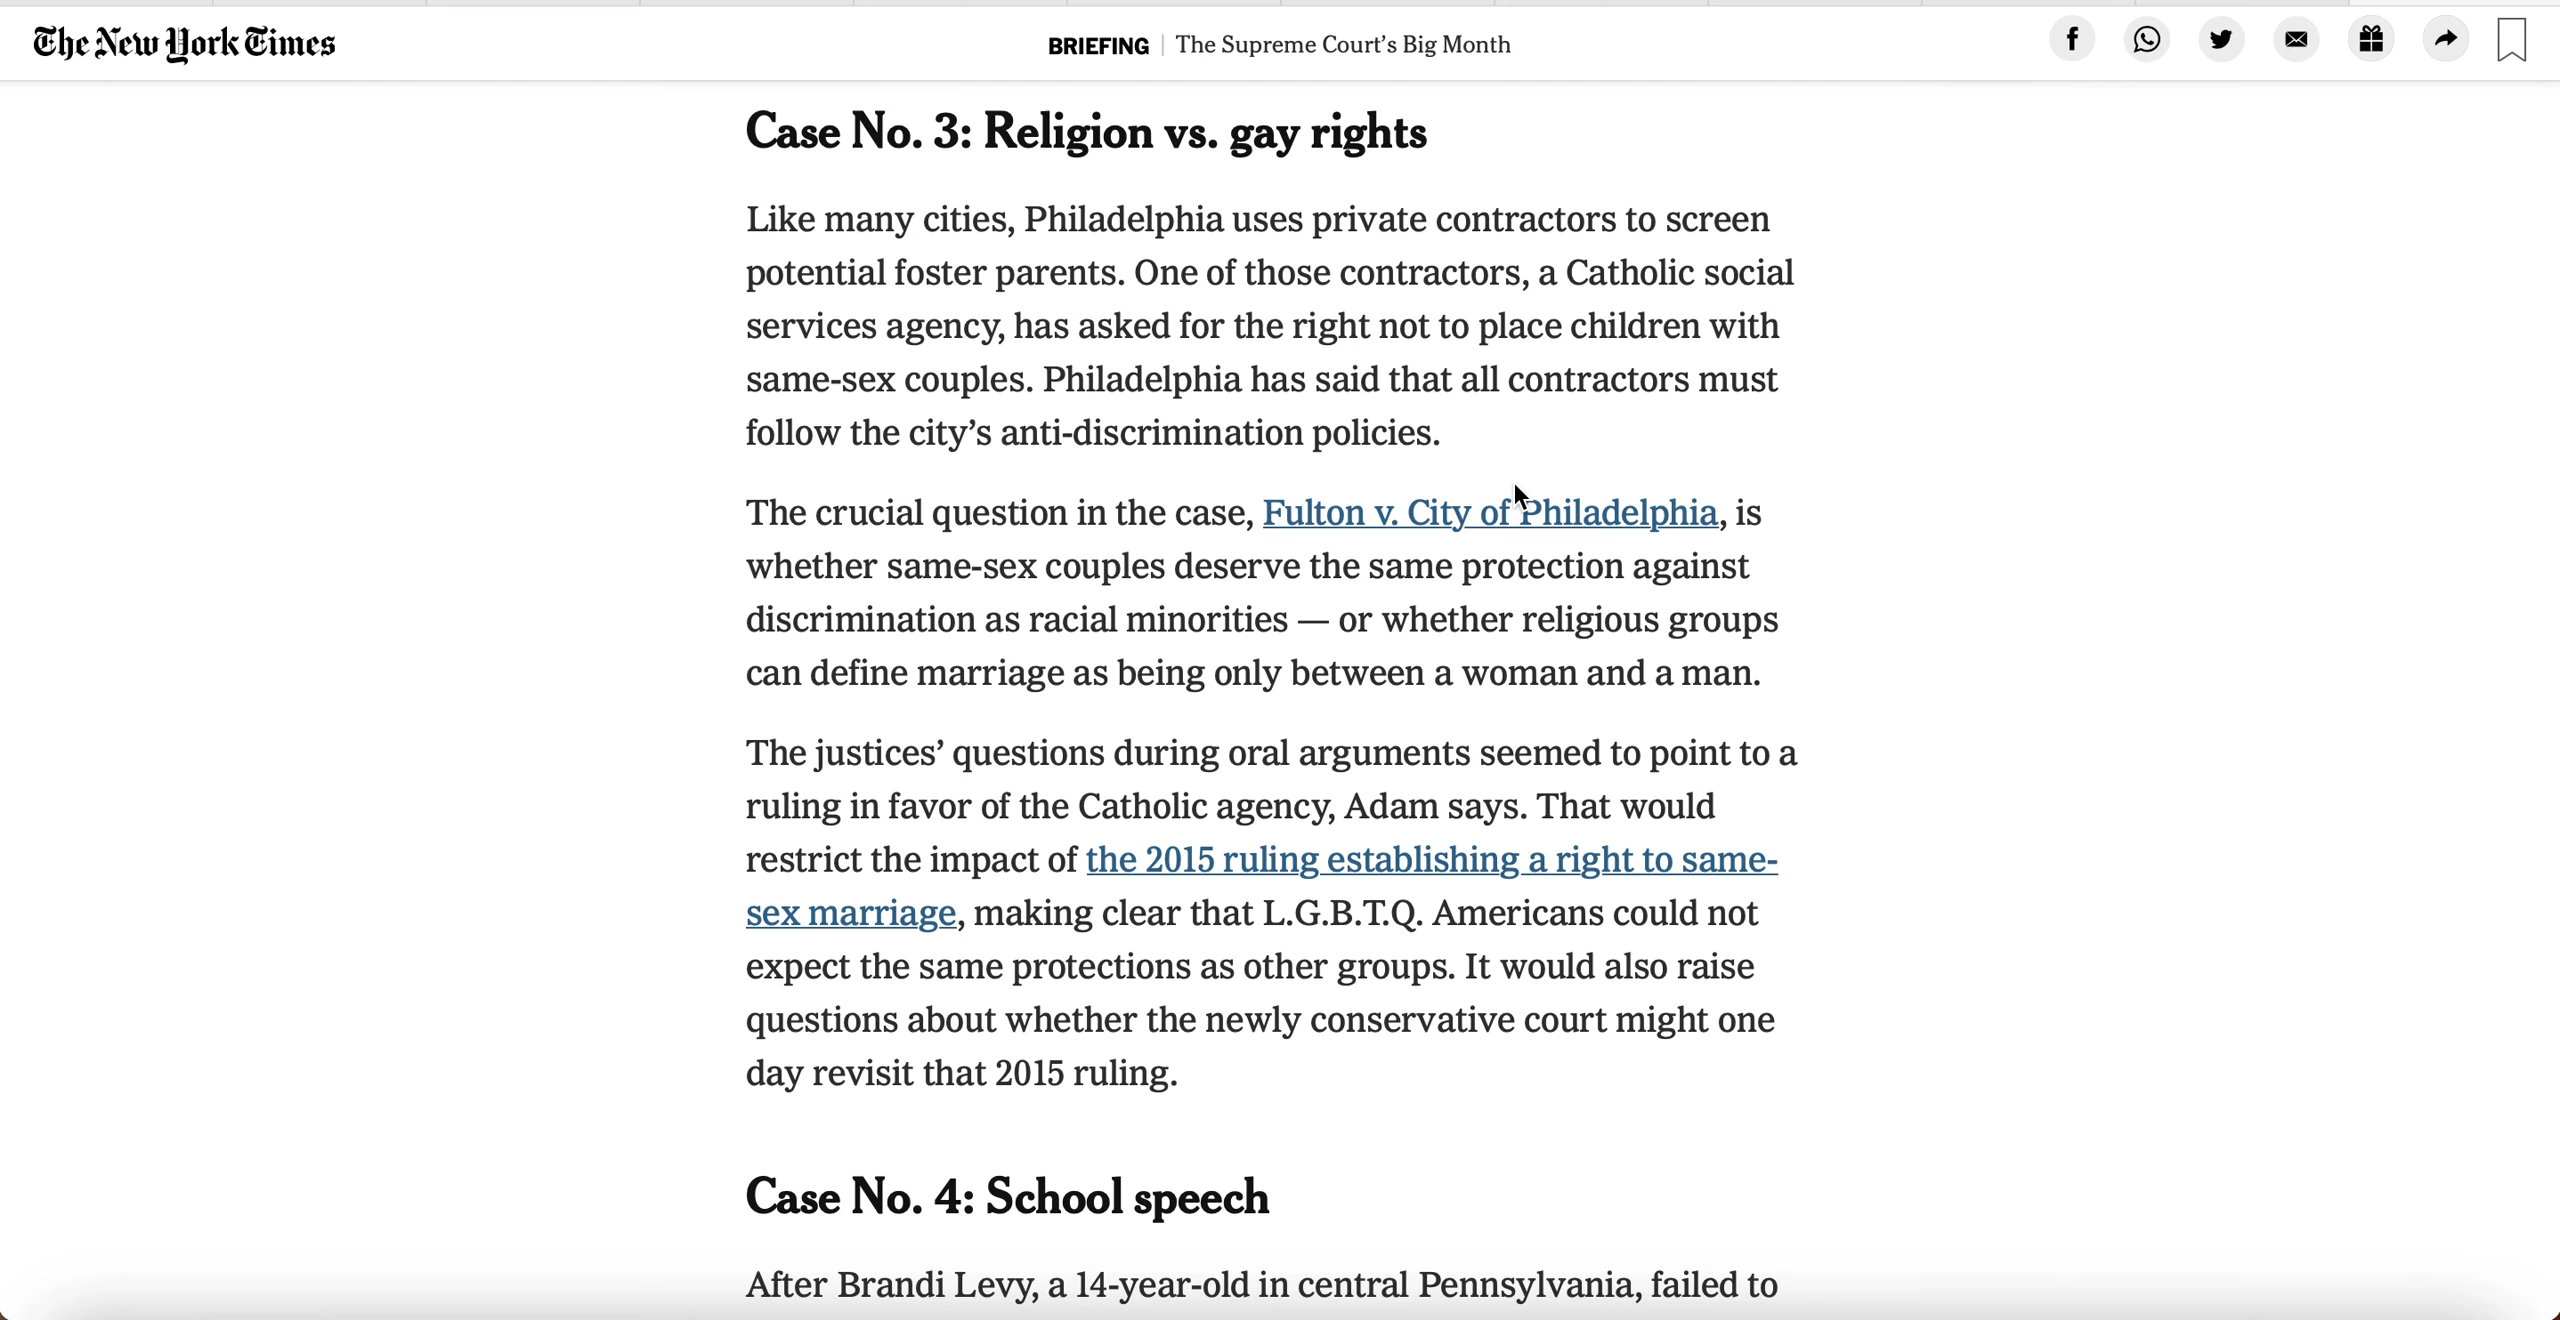 The New York Times
BRIEFING | The Supreme Court’s Big Month
Case No. 3: Religion vs. gay rights
Like many cities, Philadelphia uses private contractors to screen
potential foster parents. One of those contractors, a Catholic social
services agency, has asked for the right not to place children with
same-sex couples. Philadelphia has said that all contractors must
follow the city’s anti-discrimination policies.
The crucial question in the case, Fulton v. City of Philadelphia, is
whether same-sex couples deserve the same protection against
discrimination as racial minorities — or whether religious groups
can define marriage as being only between a woman and a man.
The justices’ questions during oral arguments seemed to point to a
ruling in favor of the Catholic agency, Adam says. That would
restrict the impact of the 2015 ruling establishing a right to same-
sex marriage, making clear that L.G.B.T.Q. Americans could not
expect the same protections as other groups. It would also raise
questions about whether the newly conservative court might one
day revisit that 2015 ruling.
Case No. 4: School speech
After Brandi Levy, a 14-year-old in central Pennsylvania, failed to